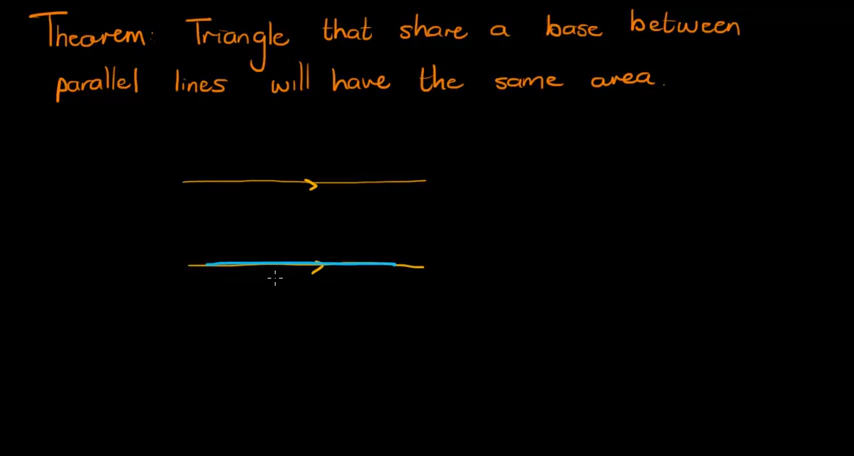 Theorem: Triangle that share a base between
parallel lines will have the same area.